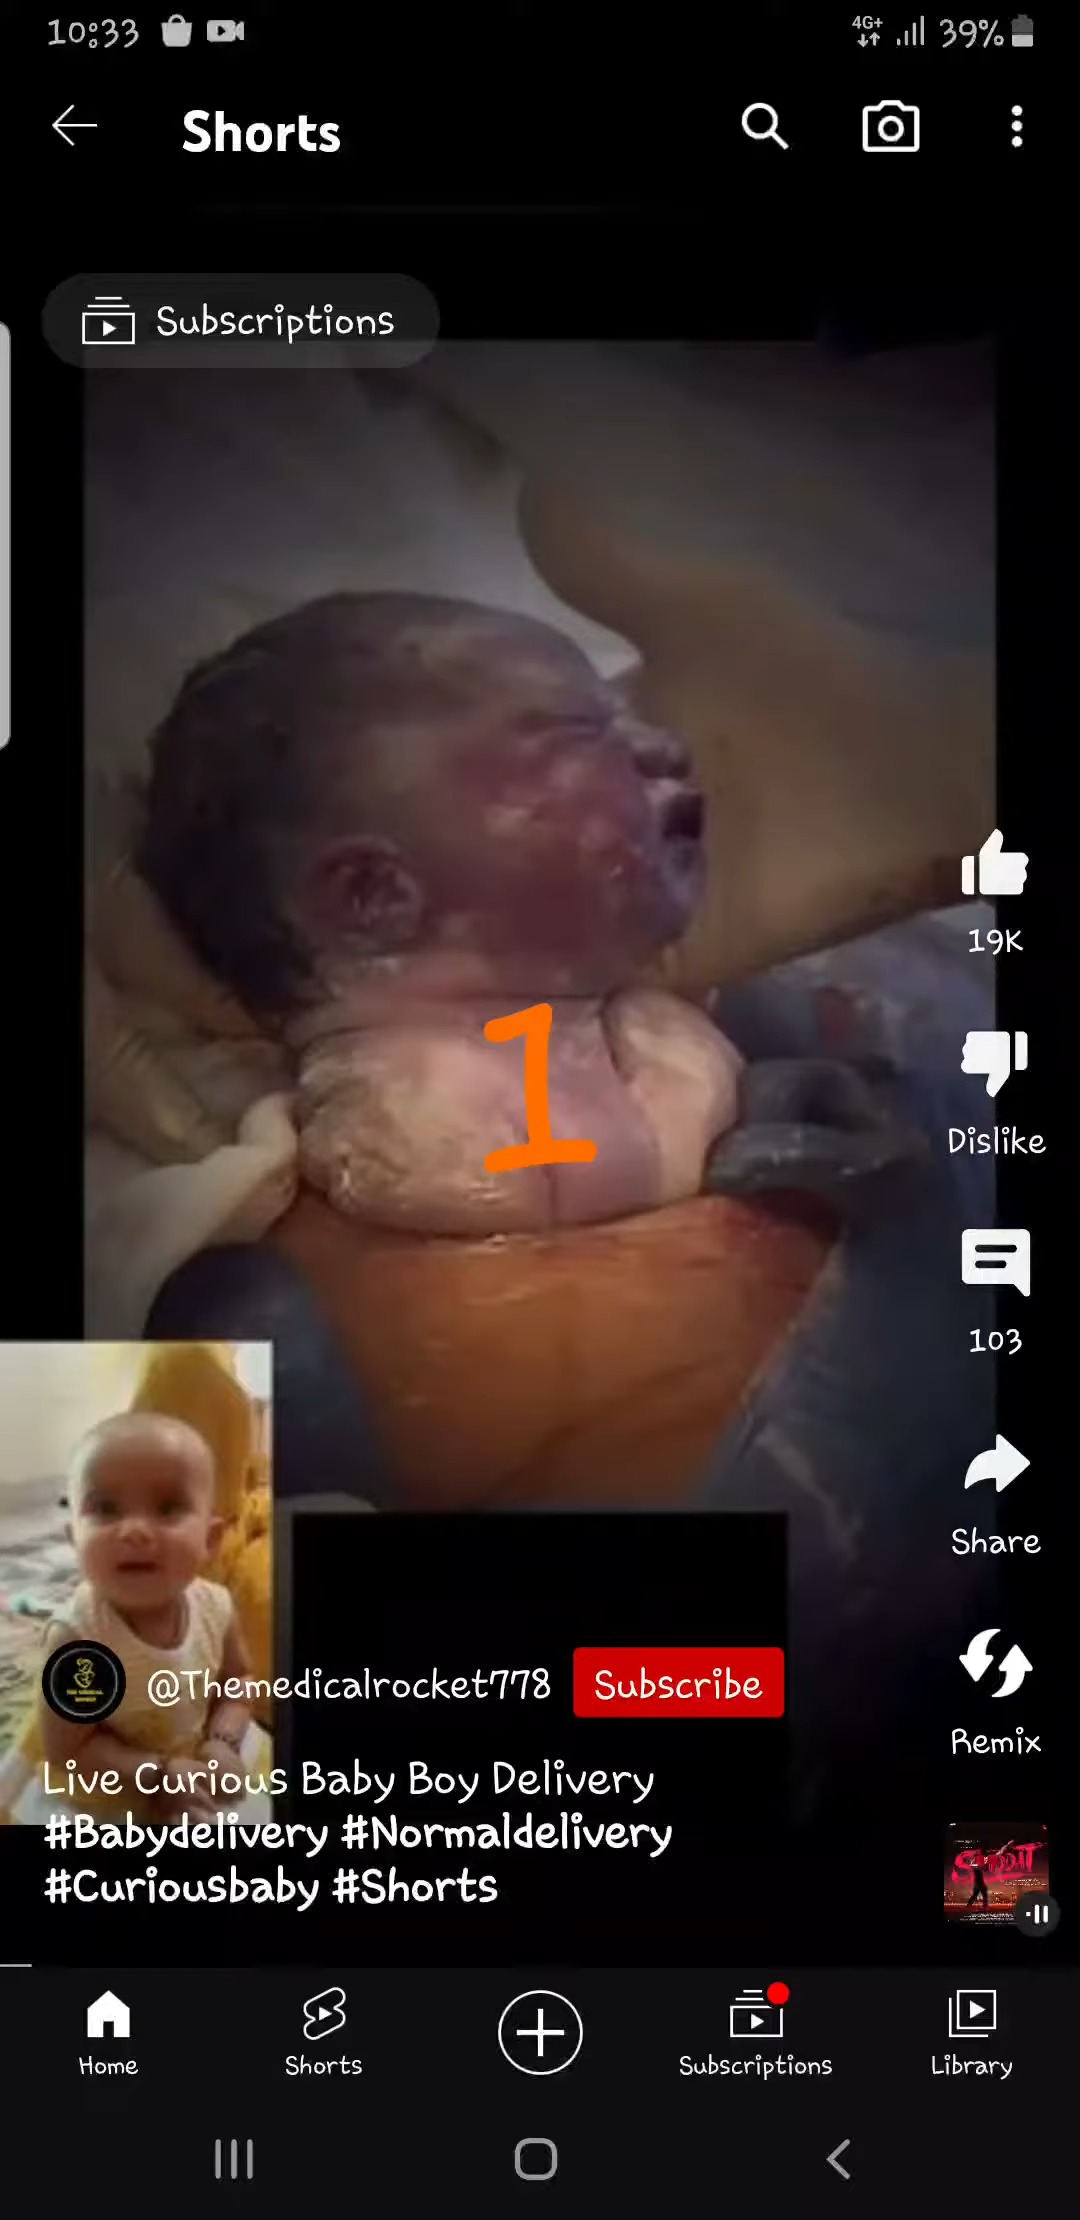 10:33
4G+
39%
Shorts
Subscriptions
1
19K
Dislike
103
Share
@Themedicalrocket778
Subscribe
Remix
Live Curious Baby Boy Delivery
#Babydelivery #Normaldelivery
#Curiousbaby #Shorts
Home
Shorts
Subscriptions
Library